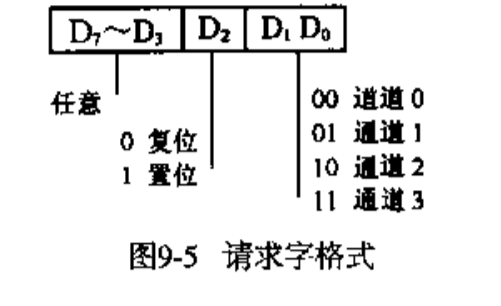 D₇～D₃ D₂ D₁ D₀
任意
0 复位
1 置位
00 道道 0
01 通道 1
10 通道 2
11 通道 3
图9-5 请求字格式